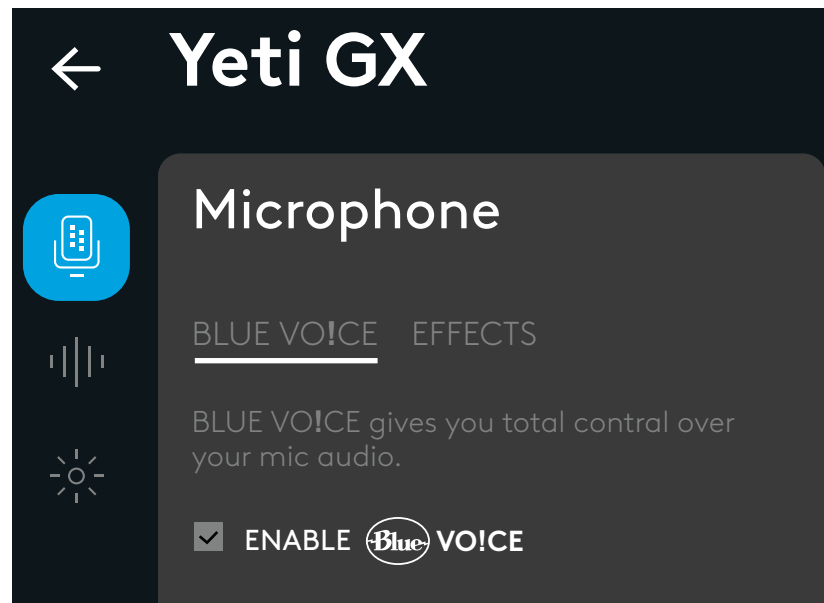 Yeti GX
Microphone
BLUE VO!CE EFFECTS
BLUE VO!CE gives you total contral over
your mic audio.
ENABLE Blue VO!CE